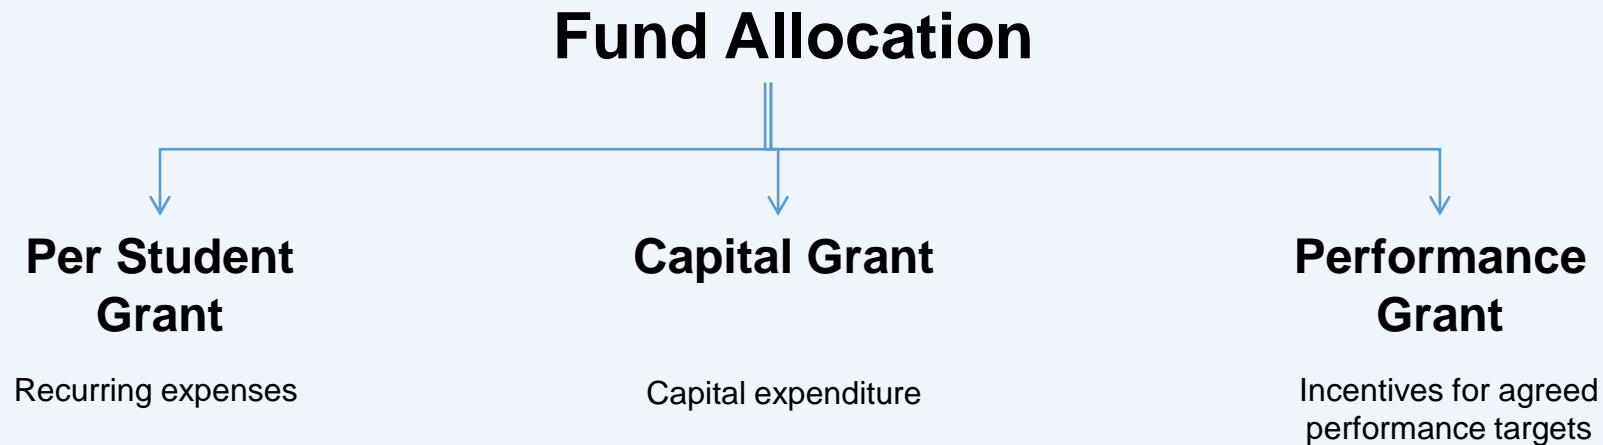 Fund Allocation
Per Student
Grant
Recurring expenses
Capital Grant
Capital expenditure
Performance
Grant
Incentives for agreed
performance targets